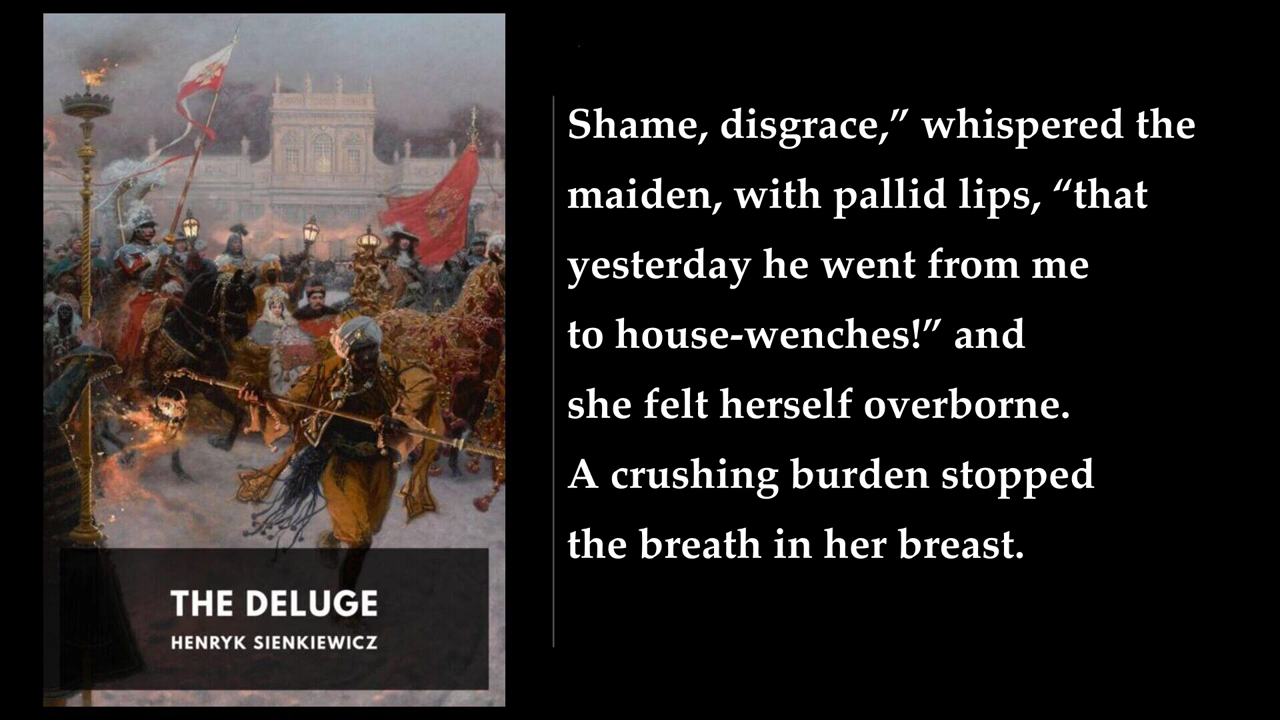 Shame, disgrace,” whispered the
maiden, with pallid lips, “that
yesterday he went from me
to house-wenches!” and
she felt herself overborne.
A crushing burden stopped
the breath in her breast.
THE DELUGE
HENRYK SIENKIEWICZ